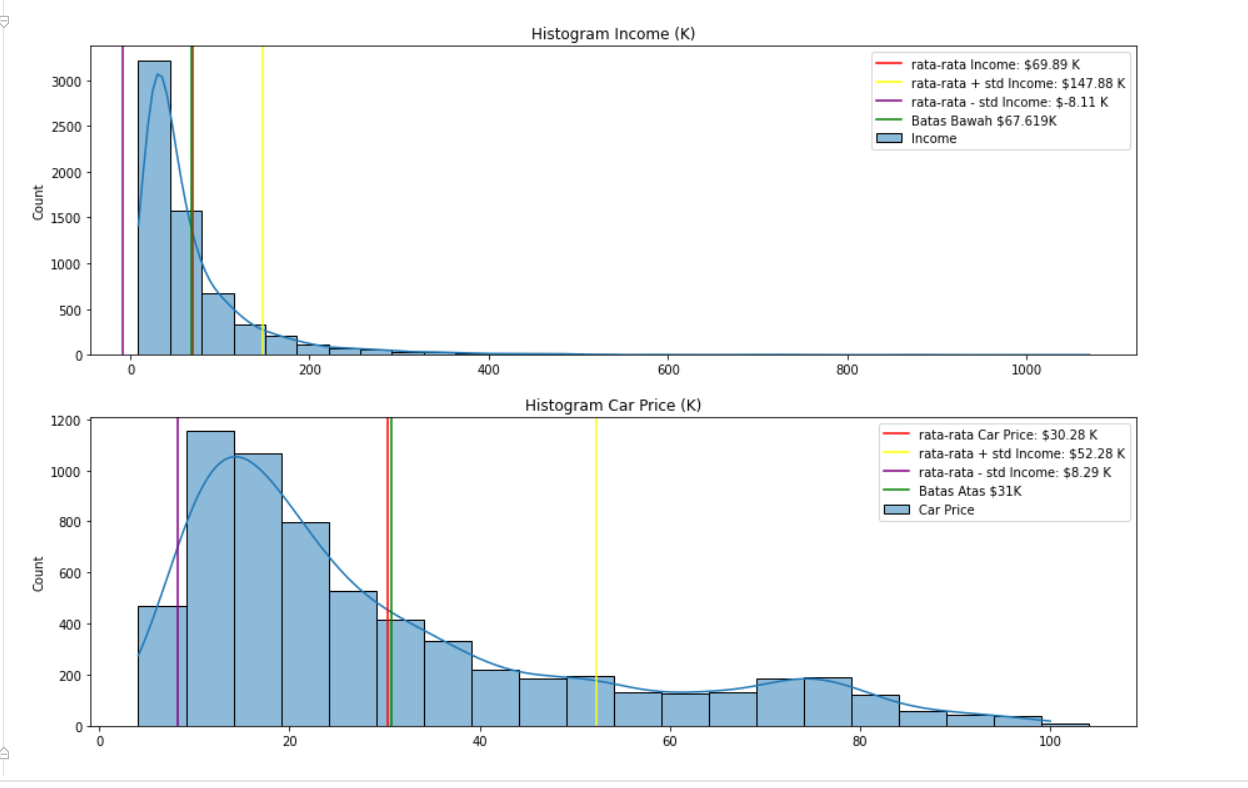 Histogram Income (K)
rata-rata Income: $69.89 K
rata-rata + std Income: $147.88 K
rata-rata - std Income: $-8.11 K
Batas Bawah $67.619K
Income
Count
3000
2500
2000
1500
1000
500
0
0 200 400 600 800 1000
Histogram Car Price (K)
rata-rata Car Price: $30.28 K
rata-rata + std Income: $52.28 K
rata-rata - std Income: $8.29 K
Batas Atas $31K
Car Price
Count
1200
1000
800
600
400
200
0
0 20 40 60 80 100